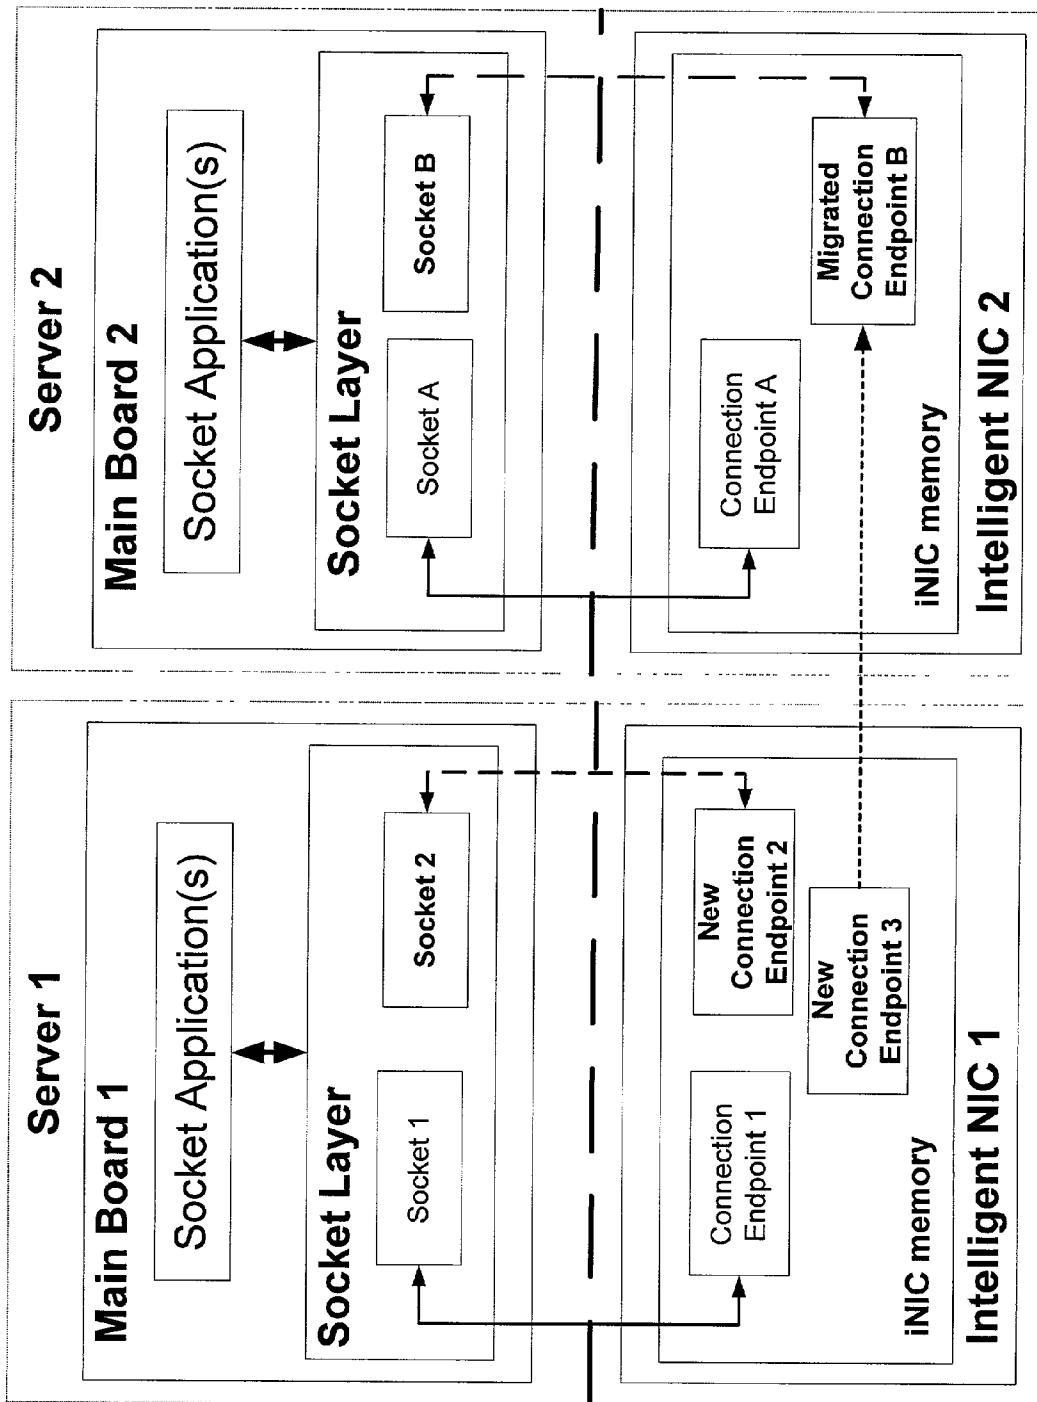 Server 1
Main Board 1
Socket Application(s)
Socket Layer
Socket 1
Socket 2
Connection
Endpoint 1
New
Connection
Endpoint 2
New
Connection
Endpoint 3
iNIC memory
Intelligent NIC 1
Server 2
Main Board 2
Socket Application(s)
Socket Layer
Socket A
Socket B
Connection
Endpoint A
Migrated
Connection
Endpoint B
iNIC memory
Intelligent NIC 2